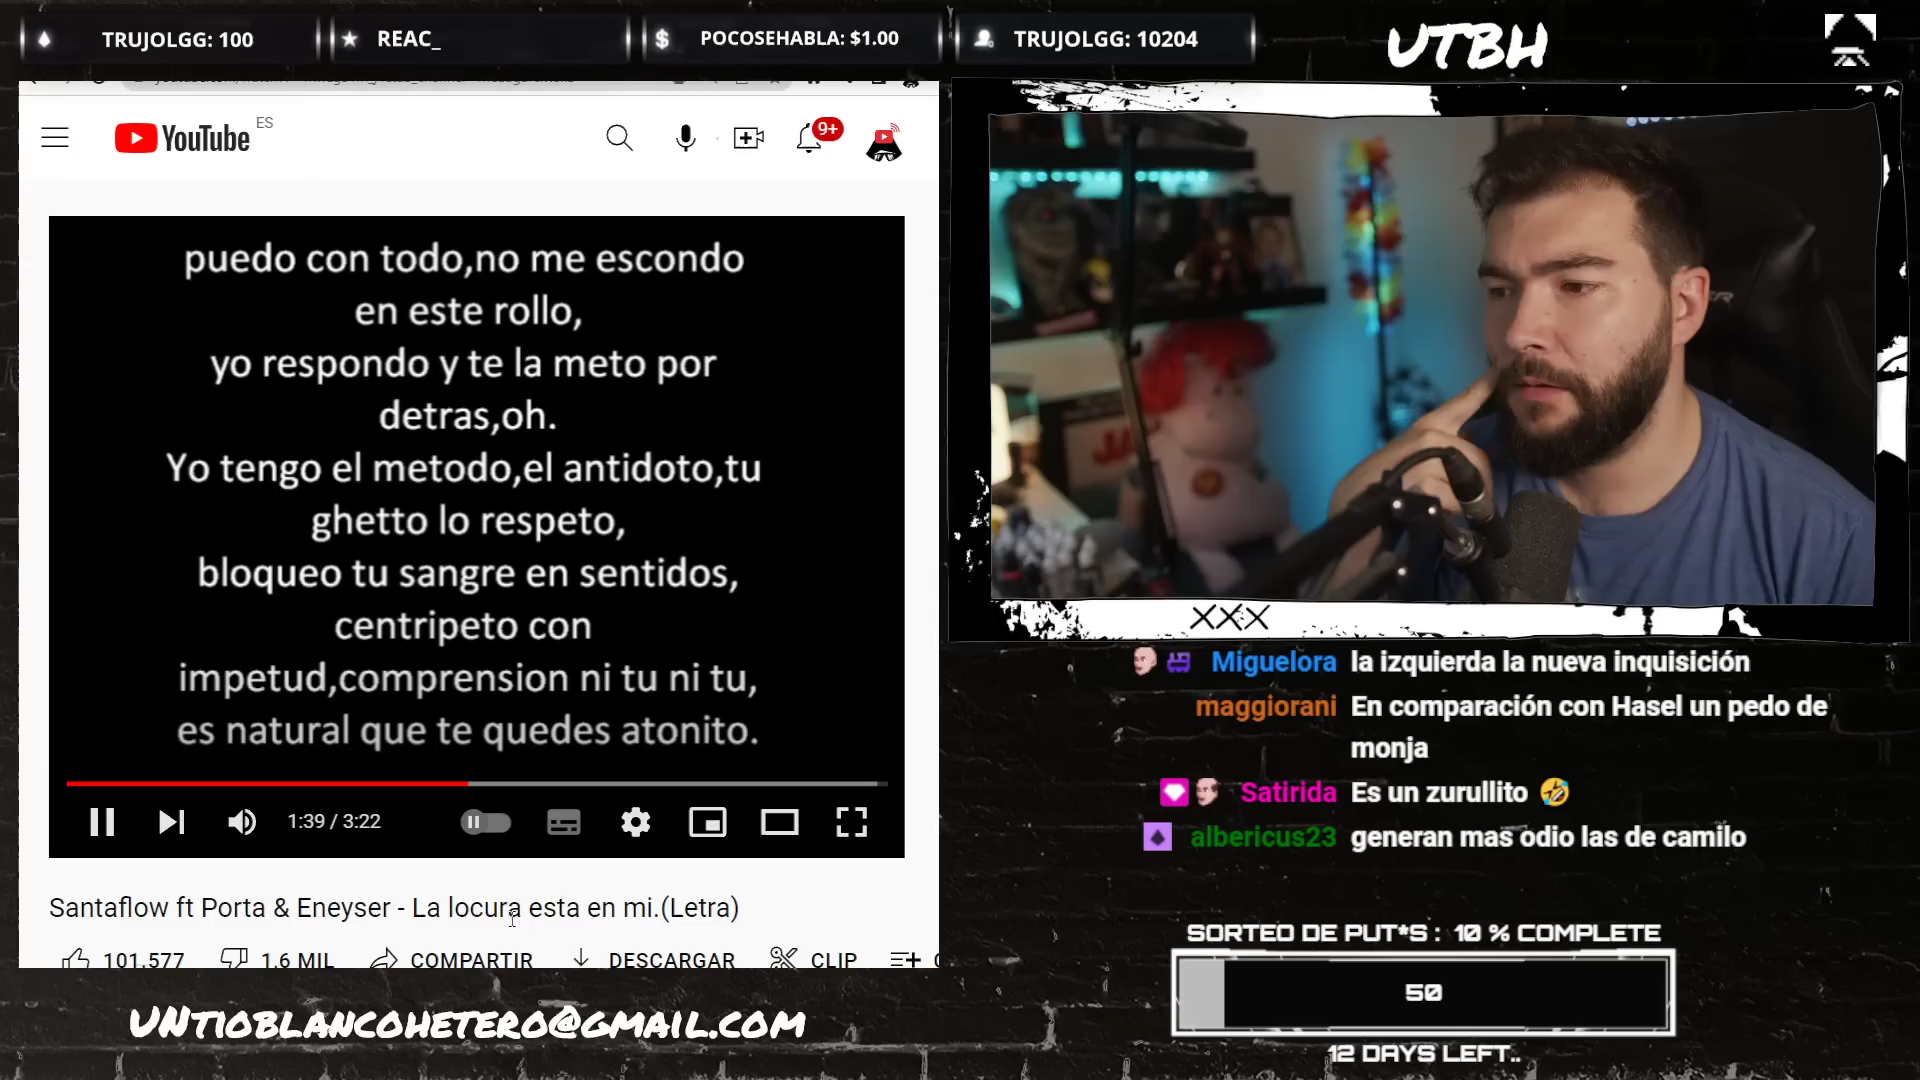 TRUJOLGG: 100
REAC_
POCOSEHABLA: $1.00
TRUJOLGG: 10204
UTBH
YouTube ES
9+
puedo con todo,no me escondo
en este rollo,
yo respondo y te la meto por
detras,oh.
Yo tengo el metodo,el antidoto,tu
ghetto lo respeto,
bloqueo tu sangre en sentidos,
centripeto con
impetud,comprension ni tu ni tu,
es natural que te quedes atonito.
1:39 / 3:22
Santaflow ft Porta & Eneyser - La locura esta en mi.(Letra)
101.577 1,6 MIL COMPARTIR DESCARGAR CLIP
UNtioblancohetero@gmail.com
XXX
Miguelora la izquierda la nueva inquisición
maggiorani En comparación con Hasel un pedo de
monja
Satirida Es un zurullito 🤣
albericus23 generan mas odio las de camilo
SORTEO DE PUT*S : 10 % COMPLETE
50
12 DAYS LEFT..